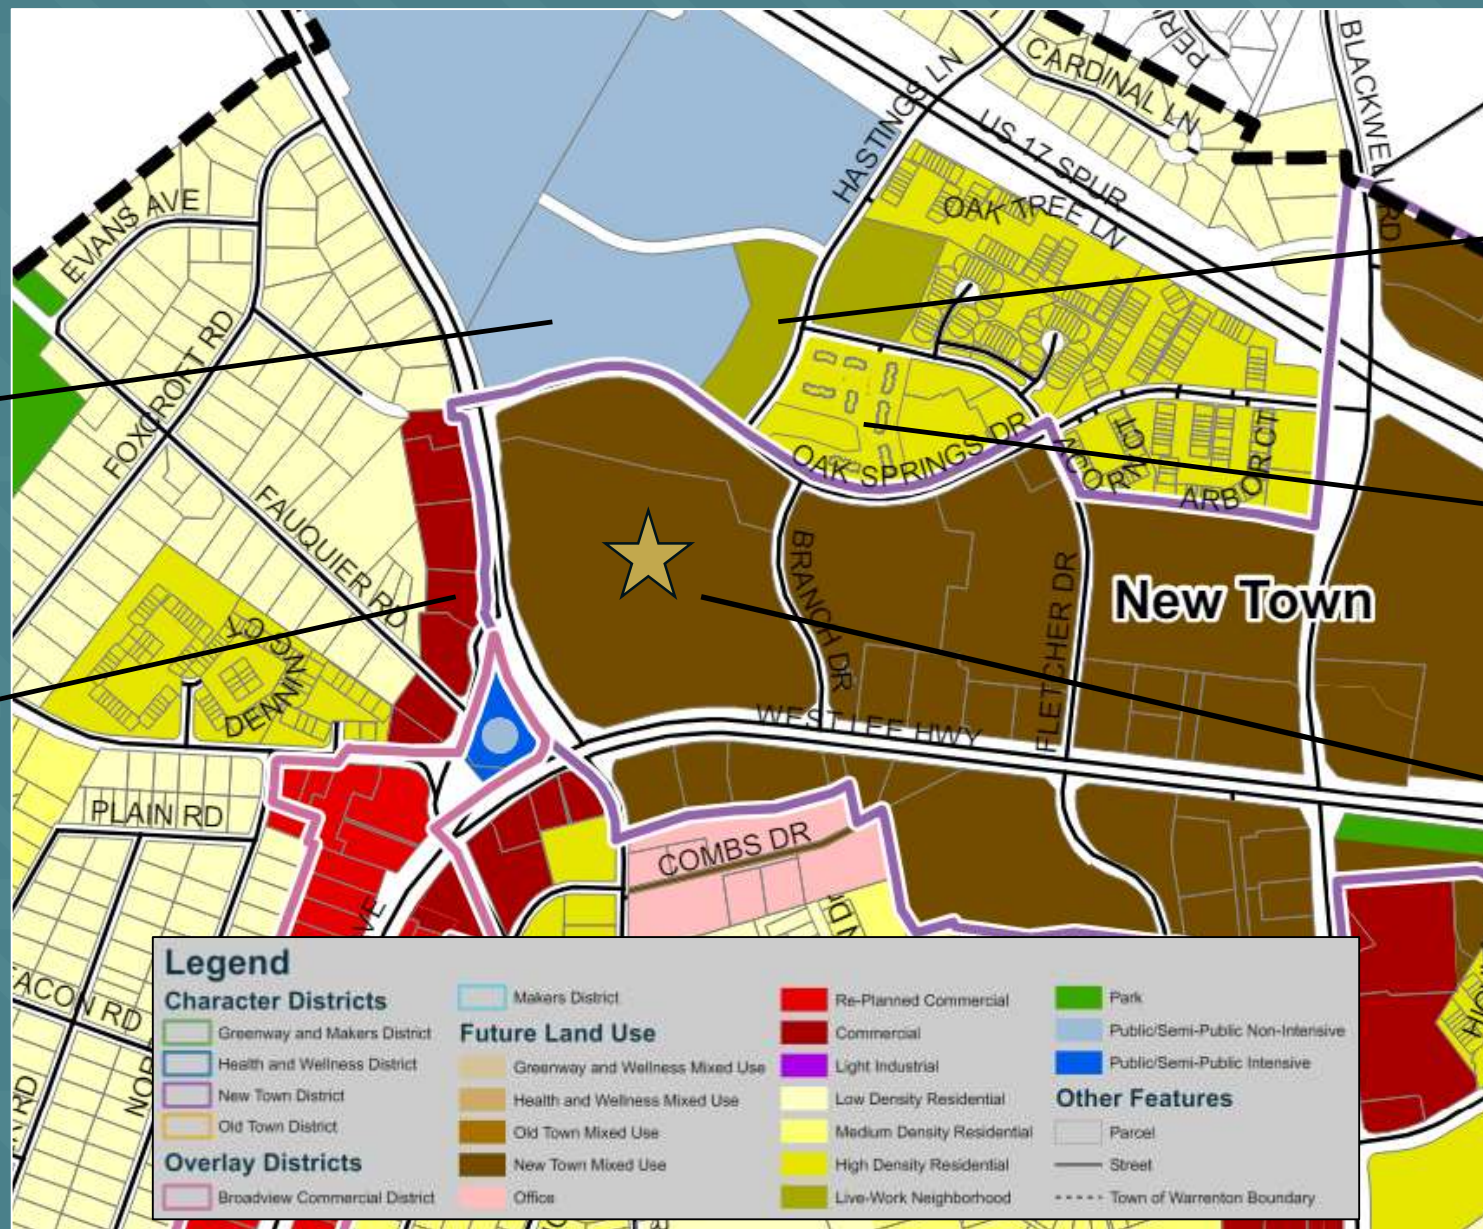 CARDINAL LN
HASTINGS LN
US 17 SPUR
BLACKWELL RD
EVANS AVE
OAK TREE LN
FOXCROFT RD
OAK SPRINGS DR
ACORN CT
ARBOR CT
FAUQUIER RD
BRANCH DR
FLETCHER DR
New Town
DENNING CT
WEST LEE HWY
PLAIN RD
COMBS DR
AVE
ACON RD
RD
NOR
Legend
Character Districts
Greenway and Makers District
Health and Wellness District
New Town District
Old Town District
Overlay Districts
Broadview Commercial District
Makers District
Future Land Use
Greenway and Wellness Mixed Use
Health and Wellness Mixed Use
Old Town Mixed Use
New Town Mixed Use
Office
Re-Planned Commercial
Commercial
Light Industrial
Low Density Residential
Medium Density Residential
High Density Residential
Live-Work Neighborhood
Park
Public/Semi-Public Non-Intensive
Public/Semi-Public Intensive
Other Features
Parcel
Street
Town of Warrenton Boundary